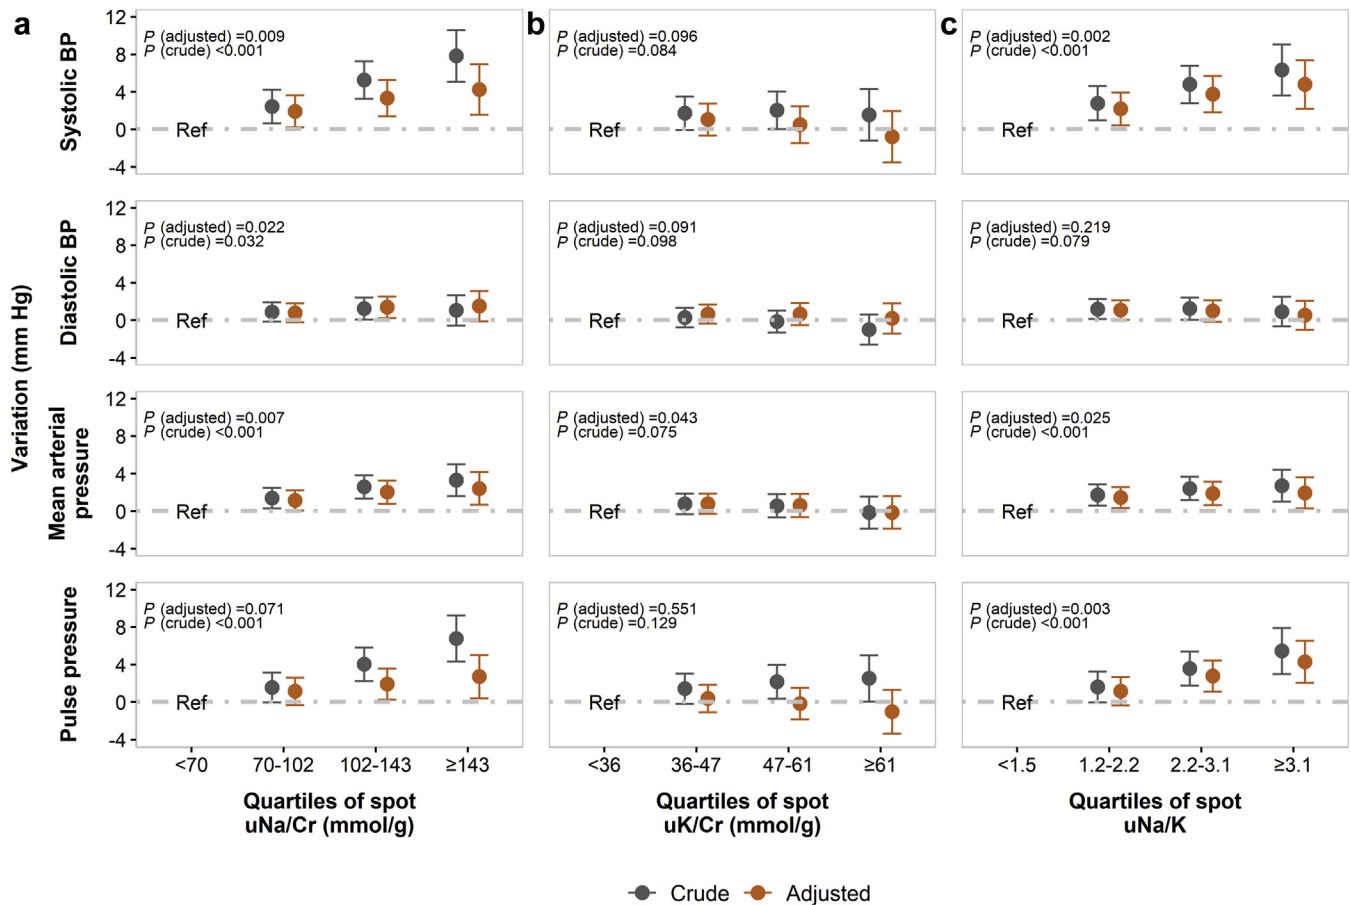 a
b
c
Variation (mm Hg)
Systolic BP
12
8
4
0
-4
P (adjusted) =0.009
P (crude) <0.001
Ref
P (adjusted) =0.096
P (crude) =0.084
Ref
P (adjusted) =0.002
P (crude) <0.001
Ref
Diastolic BP
12
8
4
0
-4
P (adjusted) =0.022
P (crude) =0.032
Ref
P (adjusted) =0.091
P (crude) =0.098
Ref
P (adjusted) =0.219
P (crude) =0.079
Ref
Mean arterial
pressure
12
8
4
0
-4
P (adjusted) =0.007
P (crude) <0.001
Ref
P (adjusted) =0.043
P (crude) =0.075
Ref
P (adjusted) =0.025
P (crude) <0.001
Ref
Pulse pressure
12
8
4
0
-4
P (adjusted) =0.071
P (crude) <0.001
Ref
P (adjusted) =0.551
P (crude) =0.129
Ref
P (adjusted) =0.003
P (crude) <0.001
Ref
<70 70-102 102-143 ≥143
Quartiles of spot
uNa/Cr (mmol/g)
<36 36-47 47-61 ≥61
Quartiles of spot
uK/Cr (mmol/g)
<1.5 1.2-2.2 2.2-3.1 ≥3.1
Quartiles of spot
uNa/K
Crude Adjusted